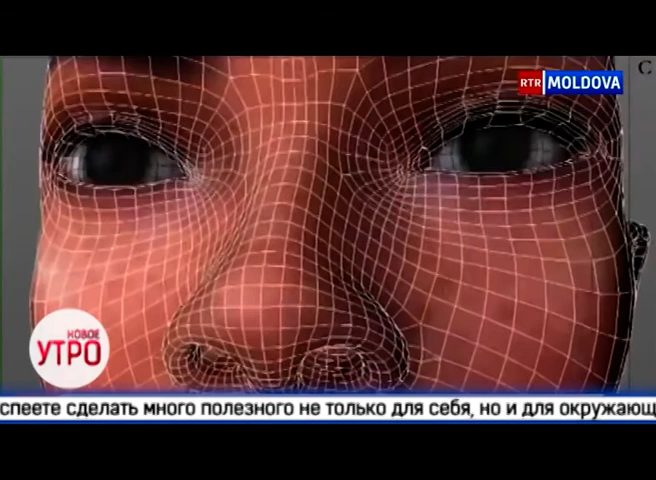 C
RTR MOLDOVA
НОВОЕ
УТРО
спеете сделать много полезного не только для себя, но и для окружающ